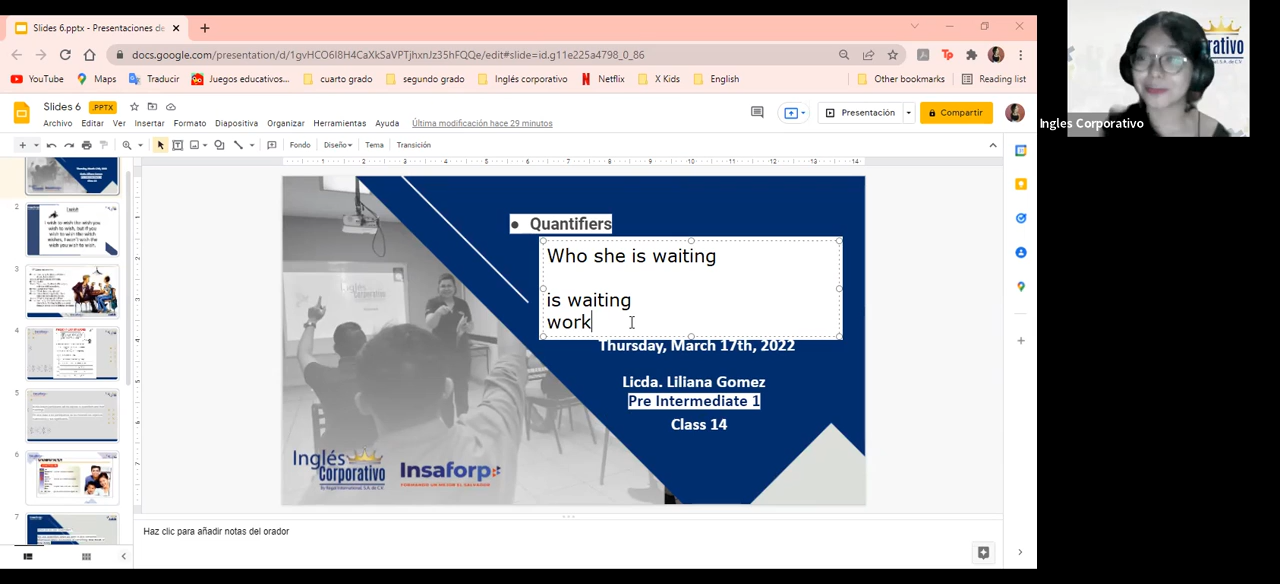 Slides 6.pptx - Presentaciones de
docs.google.com/presentation/d/1gvHCO6I8H4CaXkSaVPTjhxnJz35hFQQe/edit#slide=id.g11e225a4798_0_86
YouTube
Maps
Traducir
Juegos educativos...
cuarto grado
segundo grado
Inglés corporativo
Netflix
X Kids
English
Other bookmarks
Reading list
Slides 6
.PPTX
Archivo
Editar
Ver
Insertar
Formato
Diapositiva
Organizar
Herramientas
Ayuda
Última modificación hace 29 minutos
Presentación
Compartir
Fondo
Diseño
Tema
Transición
Quantifiers
Who she is waiting
is waiting
work
Thursday, March 17th, 2022
Licda. Liliana Gomez
Pre Intermediate 1
Class 14
Inglés
Corporativo
Insaforp
Haz clic para añadir notas del orador
Ingles Corporativo